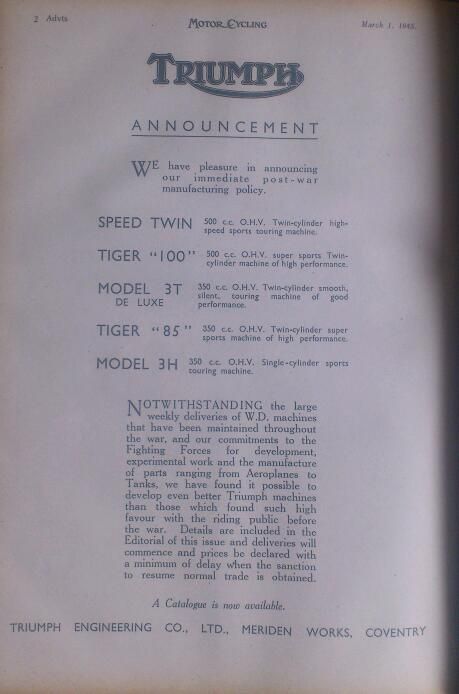 2 Advts
MOTOR CYCLING
March 1, 1945.
TRIUMPH
ANNOUNCEMENT
WE have pleasure in announcing
our immediate post-war
manufacturing policy.
SPEED TWIN 500 c.c. O.H.V. Twin-cylinder high-
speed sports touring machine.
TIGER "100" 500 c.c. O.H.V. super sports Twin-
cylinder machine of high performance.
MODEL 3T 350 c.c. O.H.V. Twin-cylinder smooth,
DE LUXE silent, touring machine of good
performance.
TIGER "85" 350 c.c. O.H.V. Twin-cylinder super
sports machine of high performance.
MODEL 3H 350 c.c. O.H.V. Single-cylinder sports
touring machine.
NOTWITHSTANDING the large
weekly deliveries of W.D. machines
that have been maintained throughout
the war, and our commitments to the
Fighting Forces for development,
experimental work and the manufacture
of parts ranging from Aeroplanes to
Tanks, we have found it possible to
develop even better Triumph machines
than those which found such high
favour with the riding public before
the war. Details are included in the
Editorial of this issue and deliveries will
commence and prices be declared with
a minimum of delay when the sanction
to resume normal trade is obtained.
A Catalogue is now available.
TRIUMPH ENGINEERING CO., LTD., MERIDEN WORKS, COVENTRY